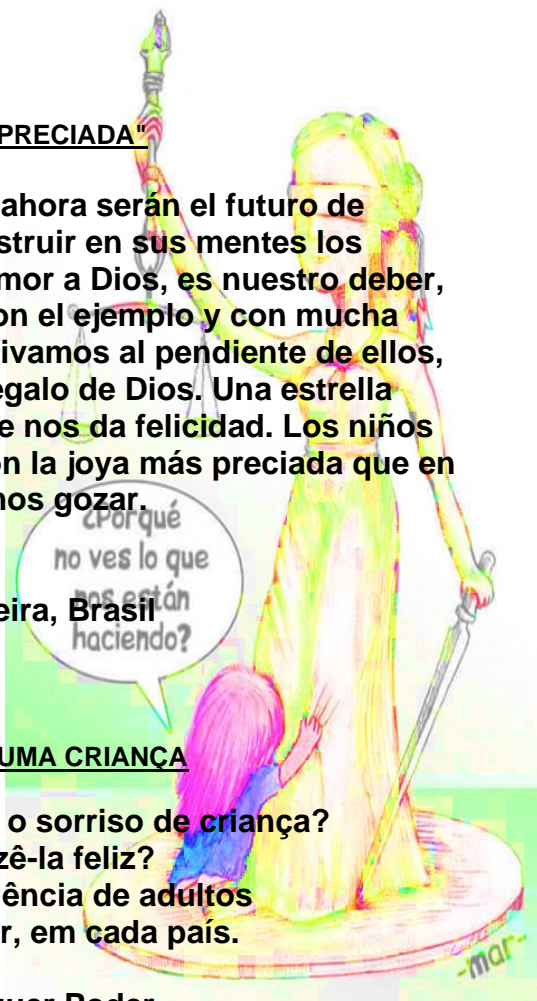 PRECIADA"
ahora serán el futuro de
struir en sus mentes los
mor a Dios, es nuestro deber,
on el ejemplo y con mucha
ivamos al pendiente de ellos,
egalo de Dios. Una estrella
e nos da felicidad. Los niños
on la joya más preciada que en
nos gozar.
¿Porqué
no ves lo que
nos están
haciendo?
eira, Brasil
UMA CRIANÇA
o sorriso de criança?
zê-la feliz?
ência de adultos
r, em cada país.
-mar-